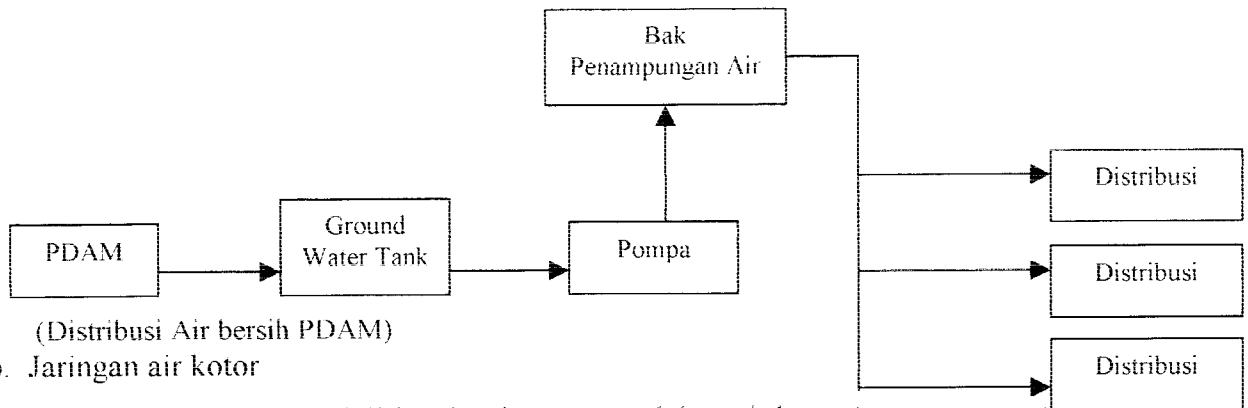 Bak
Penampungan Air
Distribusi
Ground
Water Tank
PDAM
Pompa
Distribusi
(Distribusi Air bersih PDAM)
Jaringan air kotor
Distribusi